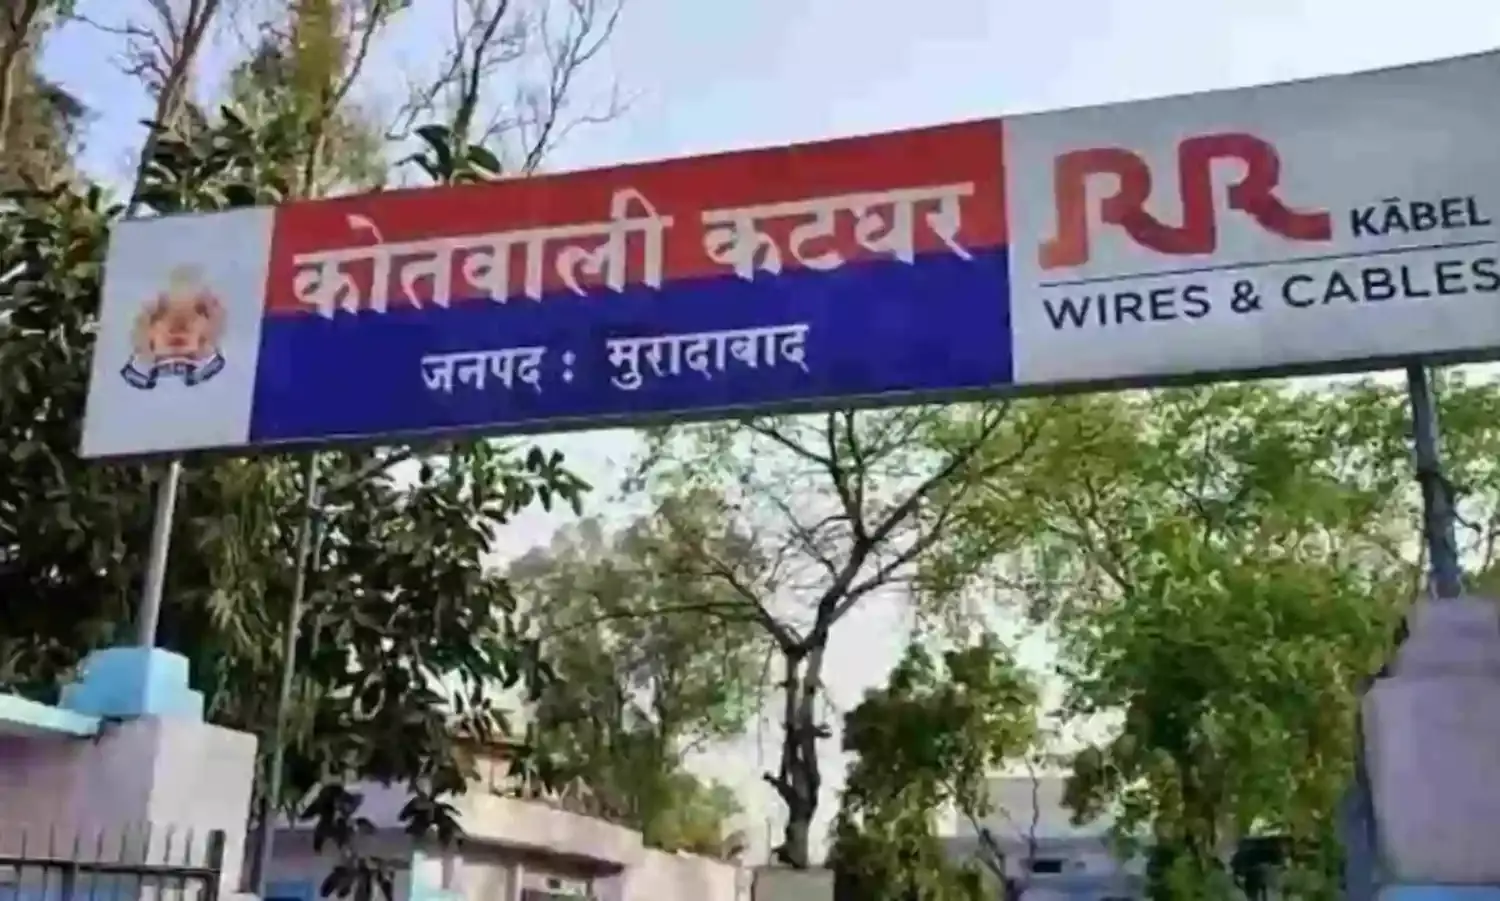 कोतवाली कटघर
जनपद : मुरादाबाद
RR KĀBEL
WIRES & CABLES